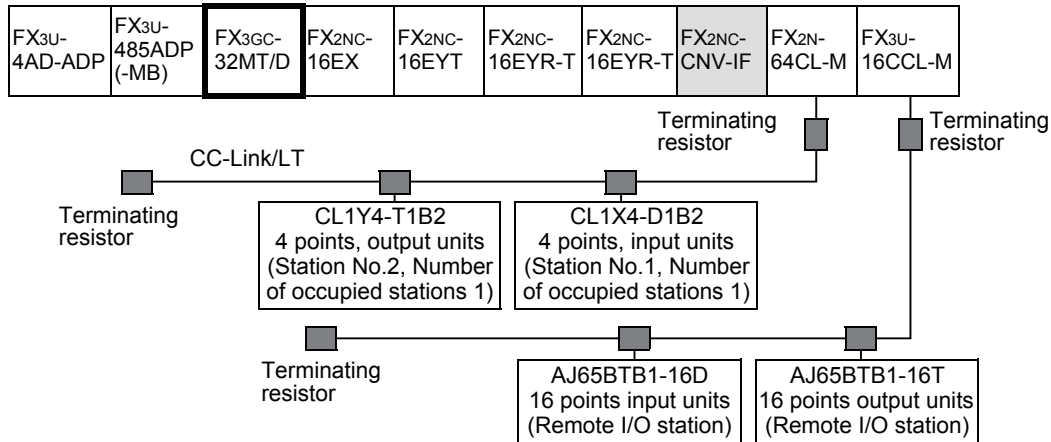 FX3U-
4AD-ADP
FX3U-
485ADP
(-MB)
FX3GC-
32MT/D
FX2NC-
16EX
FX2NC-
16EYT
FX2NC-
16EYR-T
FX2NC-
16EYR-T
FX2NC-
CNV-IF
FX2N-
64CL-M
FX3U-
16CCL-M
Terminating
resistor
Terminating
resistor
CC-Link/LT
Terminating
resistor
CL1Y4-T1B2
4 points, output units
(Station No.2, Number
of occupied stations 1)
CL1X4-D1B2
4 points, input units
(Station No.1, Number
of occupied stations 1)
Terminating
resistor
AJ65BTB1-16D
16 points input units
(Remote I/O station)
AJ65BTB1-16T
16 points output units
(Remote I/O station)